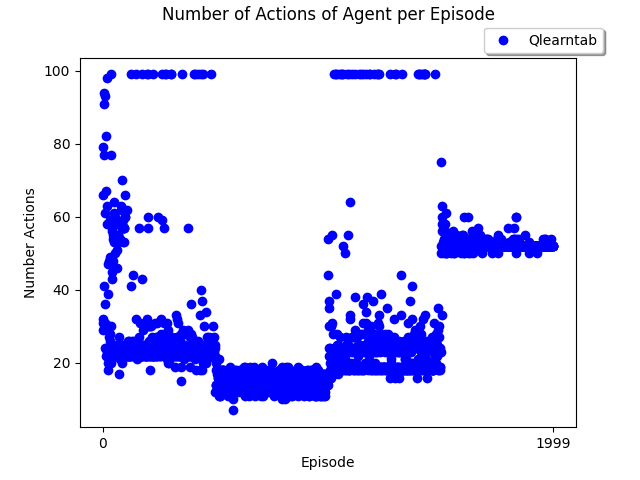 Number of Actions of Agent per Episode
Qlearntab
100
80
60
40
20
Number Actions
0
1999
Episode